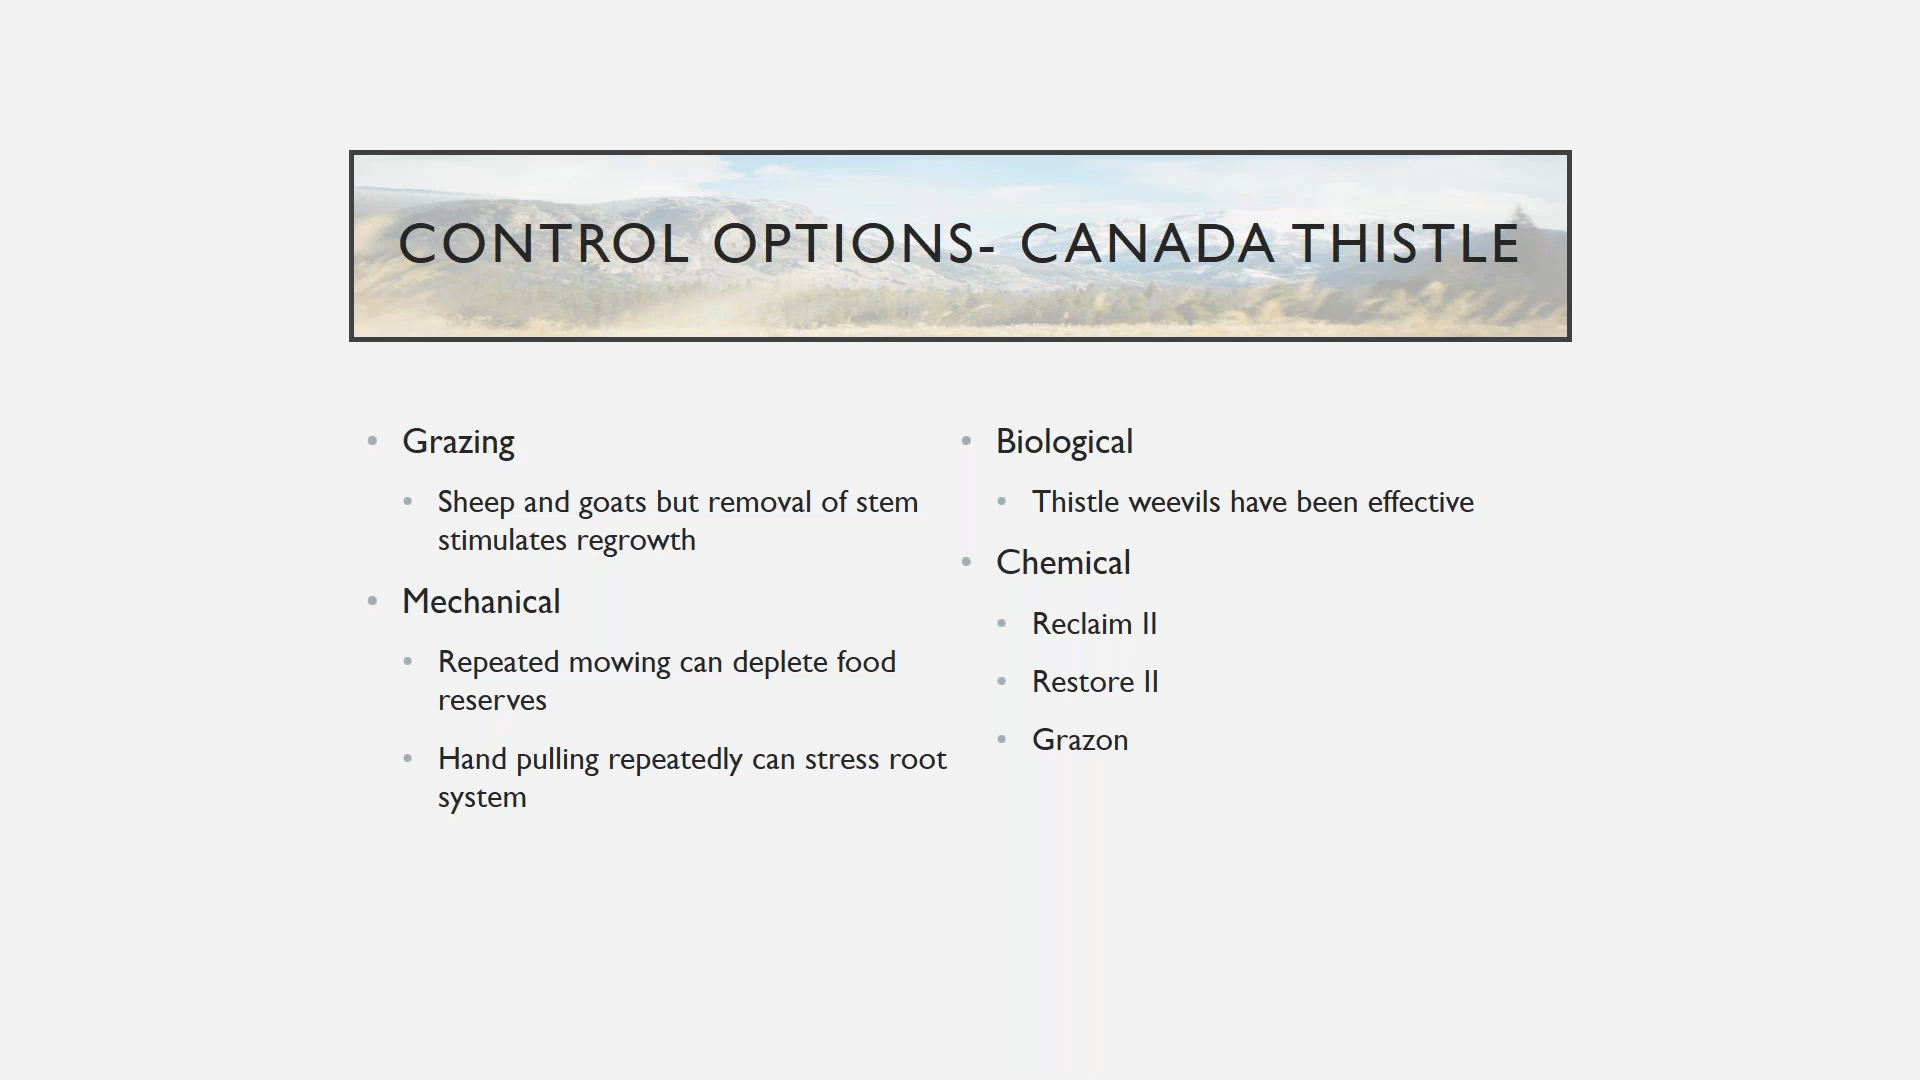 CONTROL OPTIONS- CANADA THISTLE
Grazing
Sheep and goats but removal of stem
stimulates regrowth
Mechanical
Repeated mowing can deplete food
reserves
Hand pulling repeatedly can stress root
system
Biological
Thistle weevils have been effective
Chemical
Reclaim II
Restore II
Grazon